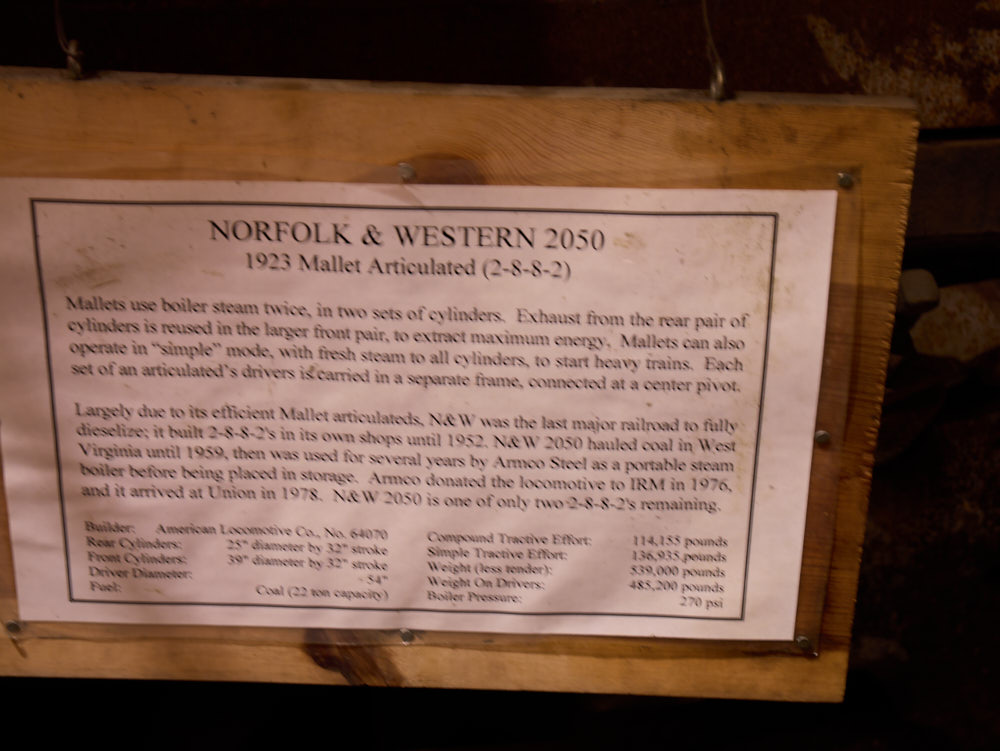 NORFOLK & WESTERN 2050
1923 Mallet Articulated (2-8-8-2)
Mallets use boiler steam twice, in two sets of cylinders. Exhaust from the rear pair of
cylinders is reused in the larger front pair, to extract maximum energy. Mallets can also
operate in "simple" mode, with fresh steam to all cylinders, to start heavy trains. Each
set of an articulated's drivers is carried in a separate frame, connected at a center pivot.
Largely due to its efficient Mallet articulateds, N&W was the last major railroad to fully
dieselize; it built 2-8-8-2's in its own shops until 1952. N&W 2050 hauled coal in West
Virginia until 1959, then was used for several years by Armco Steel as a portable steam
boiler before being placed in storage. Armco donated the locomotive to IRM in 1976,
and it arrived at Union in 1978. N&W 2050 is one of only two 2-8-8-2's remaining.
Builder: American Locomotive Co., No. 64070
Rear Cylinders: 25" diameter by 32" stroke
Front Cylinders: 39" diameter by 32" stroke
Driver Diameter: 54"
Fuel: Coal (22 ton capacity)
Compound Tractive Effort: 114,155 pounds
Simple Tractive Effort: 136,935 pounds
Weight (less tender): 539,000 pounds
Weight On Drivers: 485,200 pounds
Boiler Pressure: 270 psi